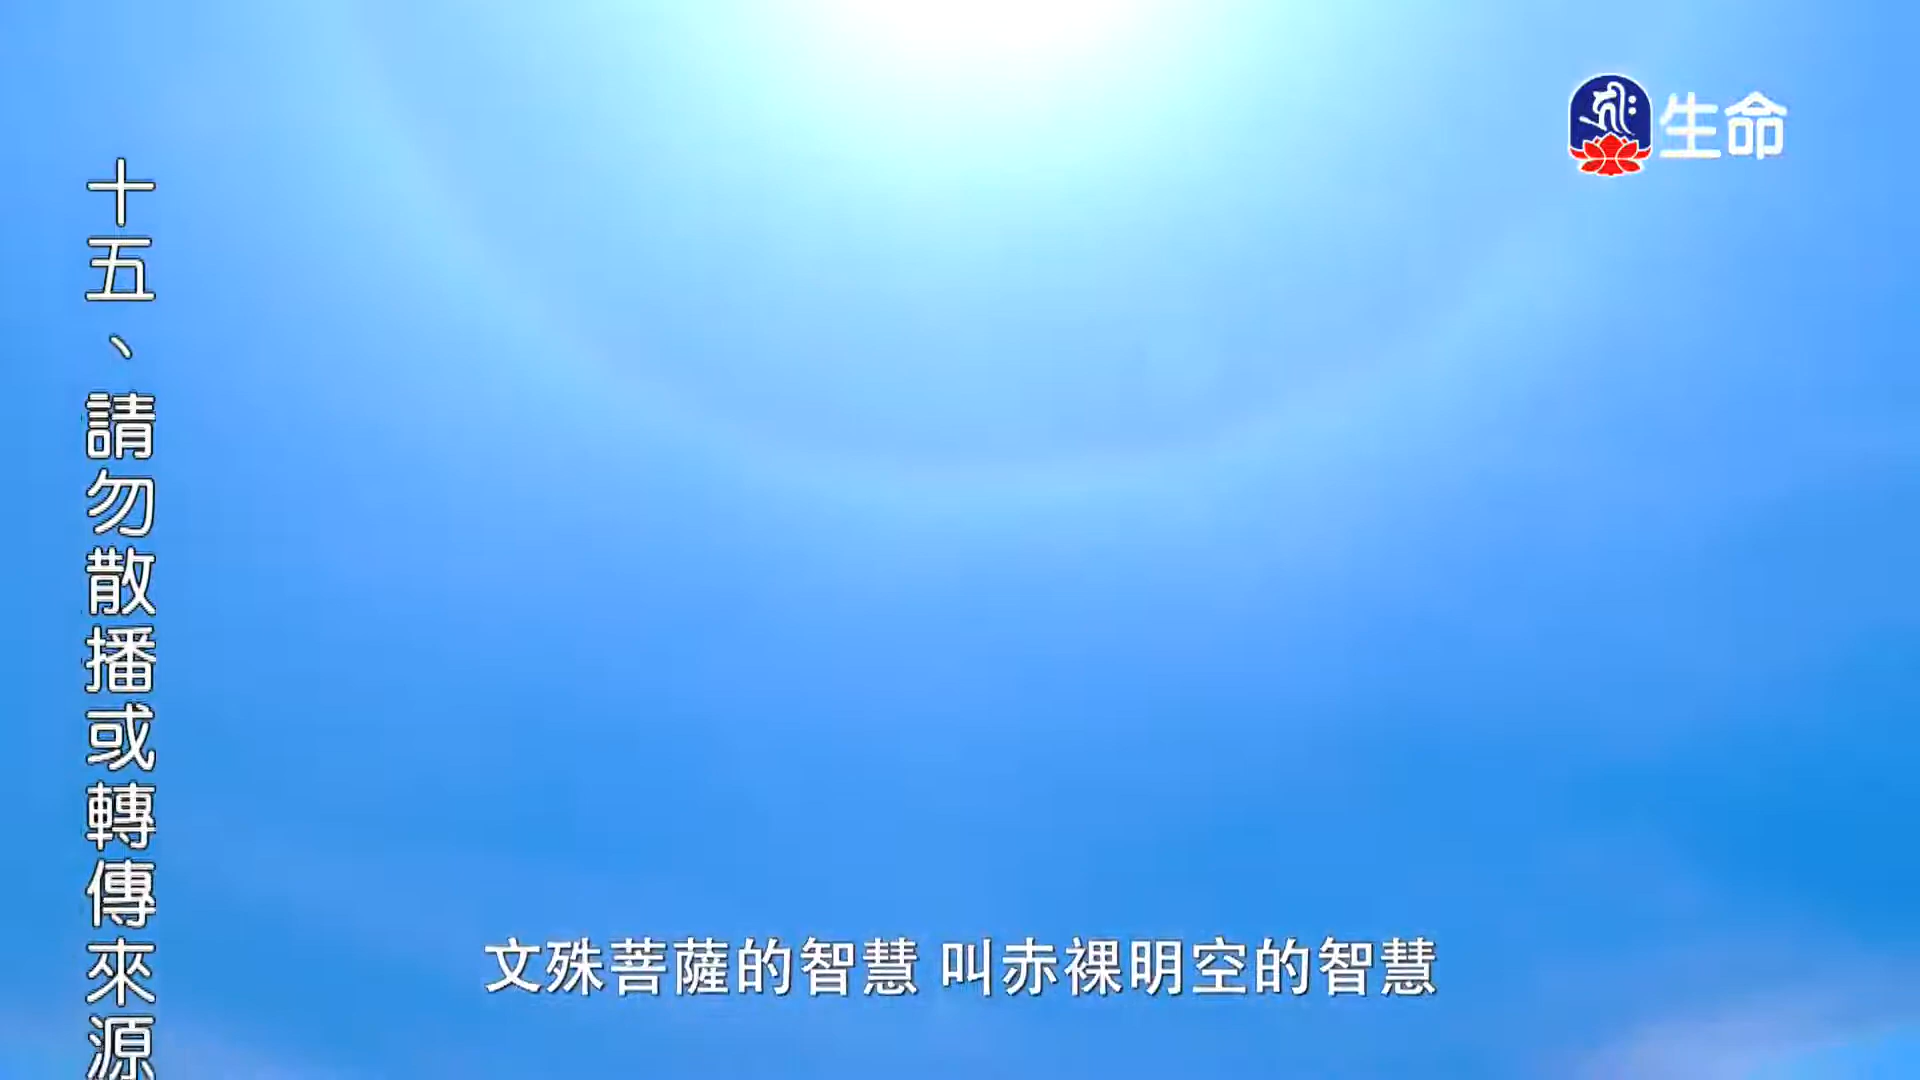 生命
十五、請勿散播或轉傳來源
文殊菩薩的智慧 叫赤裸明空的智慧